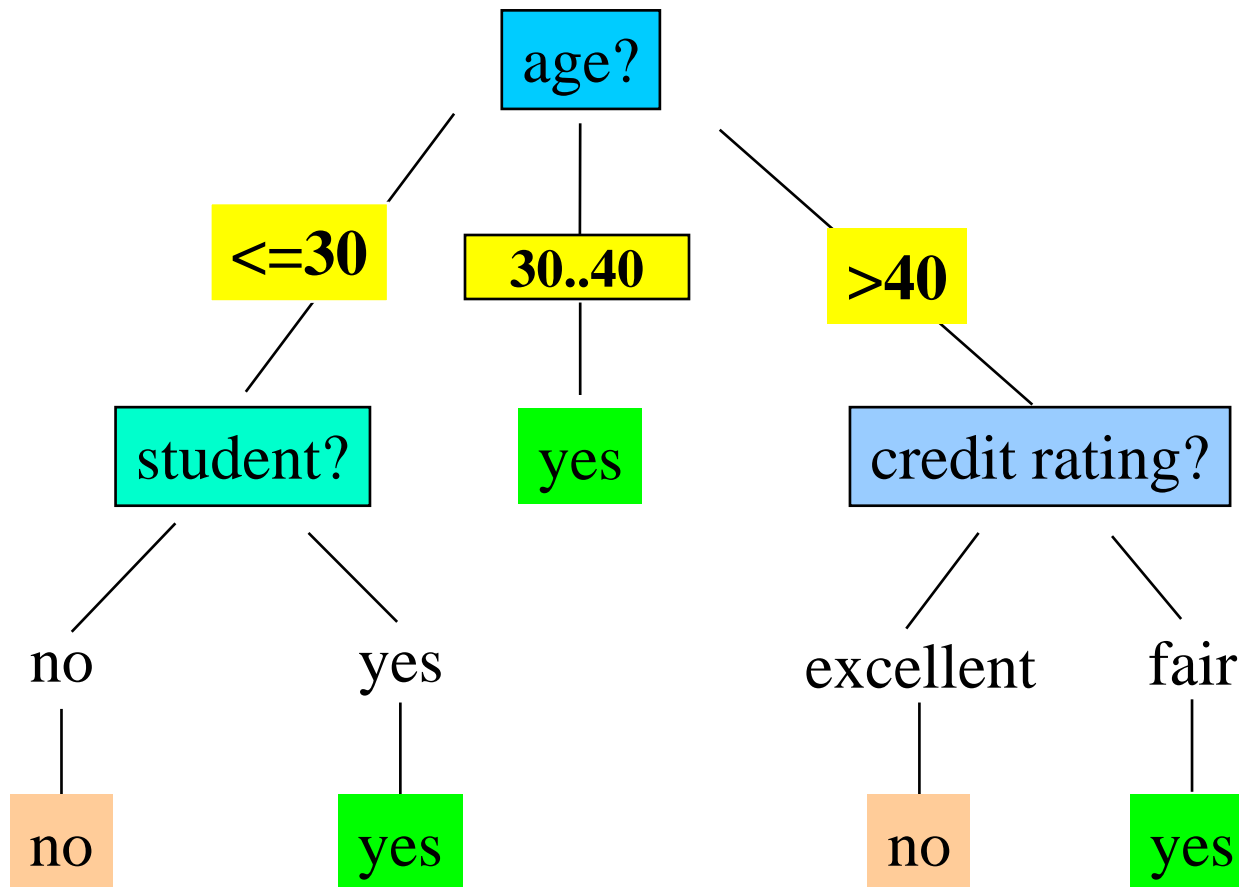 age?
<=30
30..40
>40
student?
yes
credit rating?
no
yes
excellent
fair
no
yes
no
yes